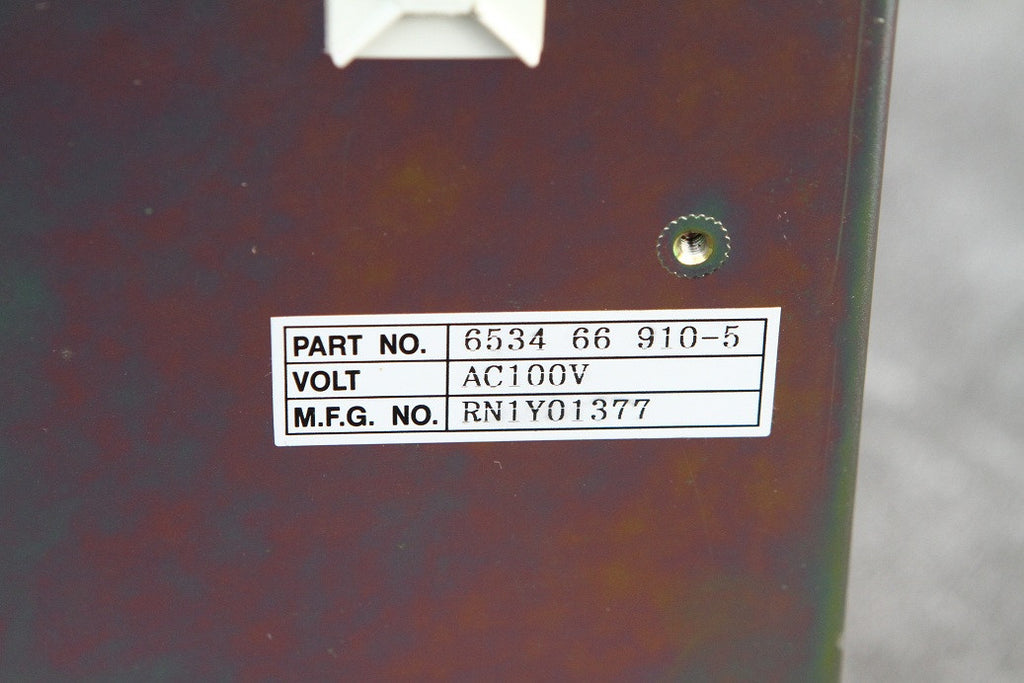 PART NO. 6534 66 910-5
VOLT AC100V
M.F.G. NO. RN1Y01377